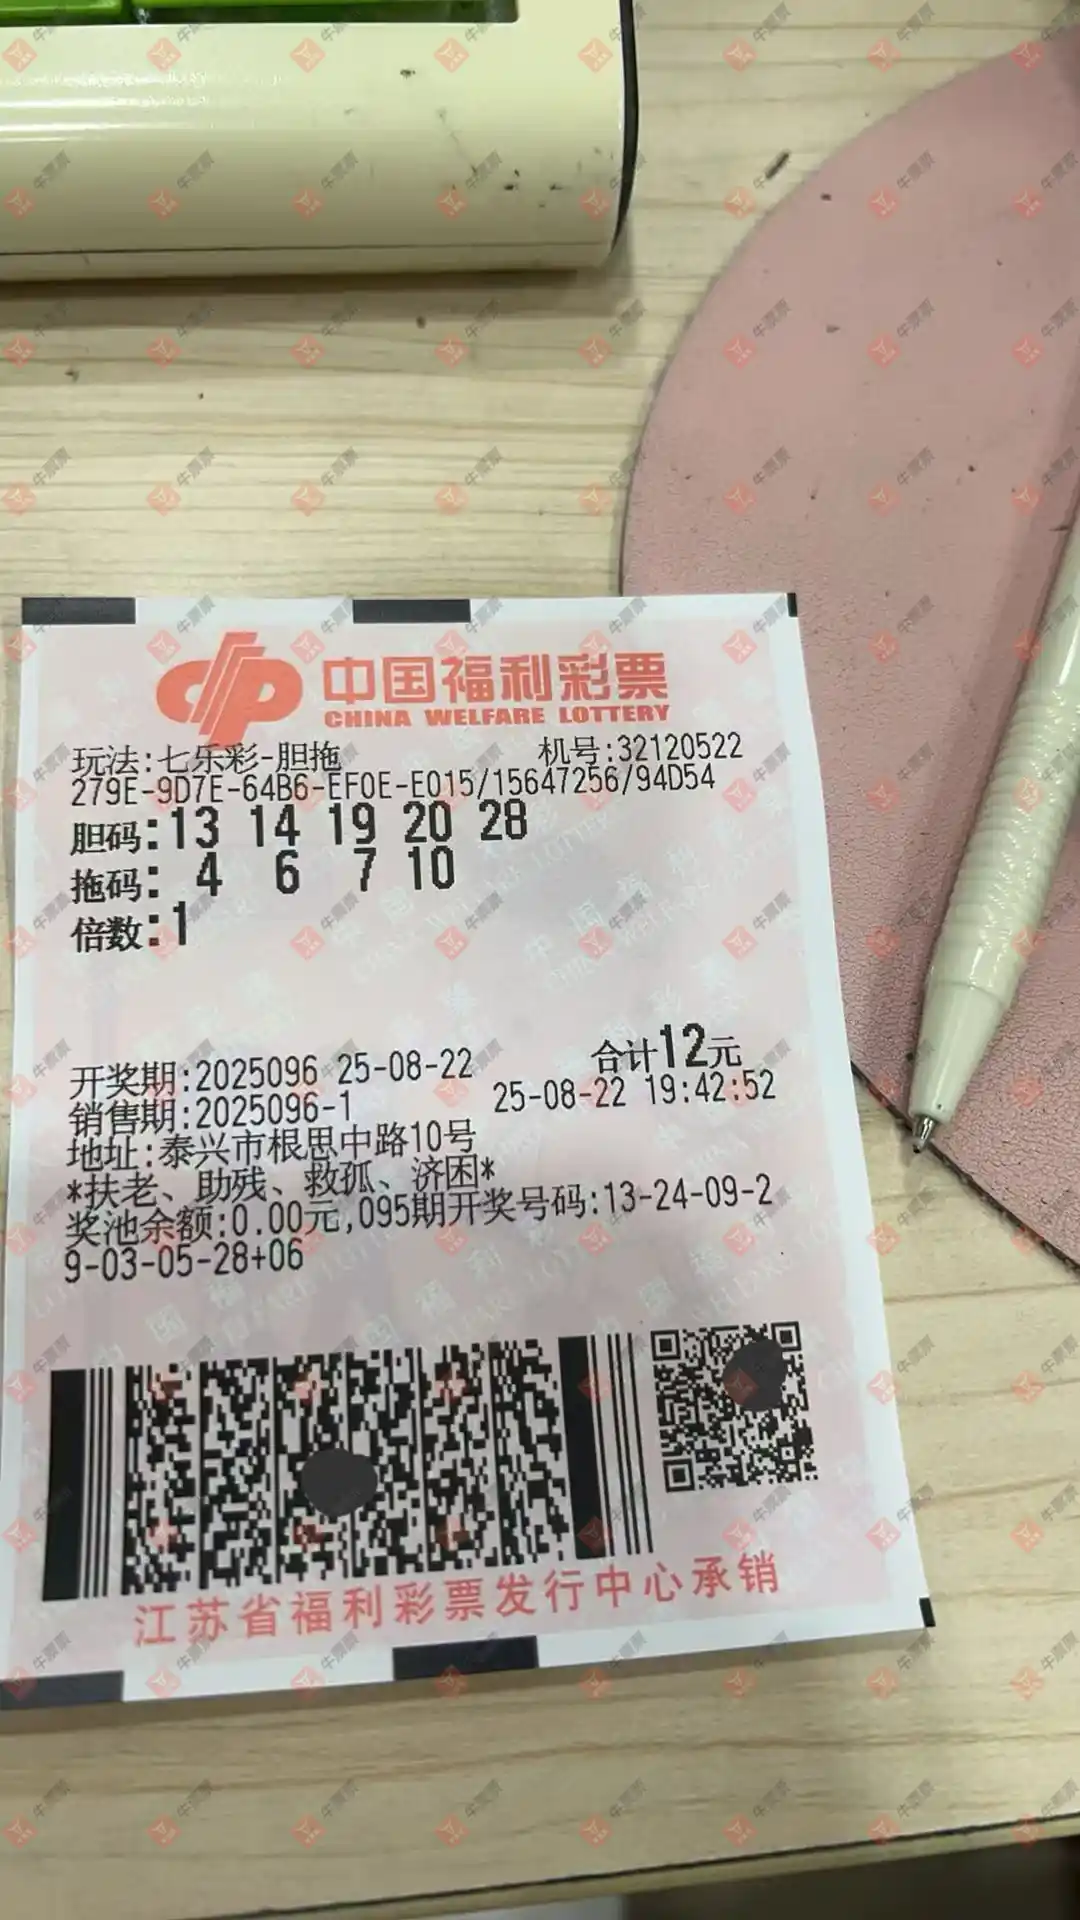 中国福利彩票
CHINA WELFARE LOTTERY
玩法:七乐彩-胆拖 机号:32120522
279E-9D7E-64B6-EF0E-E015/15647256/94D54
胆码:13 14 19 20 28
拖码: 4 6 7 10
倍数:1
合计12元
开奖期:2025096 25-08-22
销售期:2025096-1 25-08-22 19:42:52
地址:泰兴市根思中路10号
*扶老、助残、救孤、济困*
奖池余额:0.00元,095期开奖号码:13-24-09-2
9-03-05-28+06
江苏省福利彩票发行中心承销
牛票票